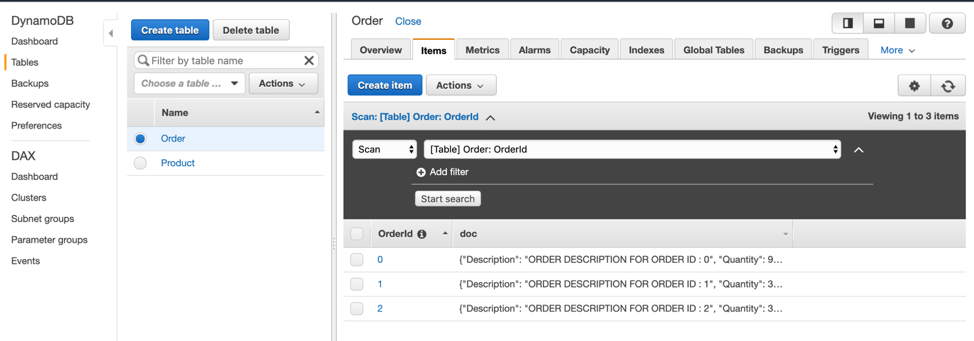 DynamoDB
Dashboard
Tables
Backups
Reserved capacity
Preferences
DAX
Dashboard
Clusters
Subnet groups
Parameter groups
Events
Create table
Delete table
Filter by table name
Choose a table ...
Actions
Name
Order
Product
Order Close
Overview Items Metrics Alarms Capacity Indexes Global Tables Backups Triggers More
Create item Actions
Scan: [Table] Order: OrderId
Viewing 1 to 3 items
Scan [Table] Order: OrderId
Add filter
Start search
OrderId doc
0 {"Description": "ORDER DESCRIPTION FOR ORDER ID : 0", "Quantity": 9...
1 {"Description": "ORDER DESCRIPTION FOR ORDER ID : 1", "Quantity": 3...
2 {"Description": "ORDER DESCRIPTION FOR ORDER ID : 2", "Quantity": 3...